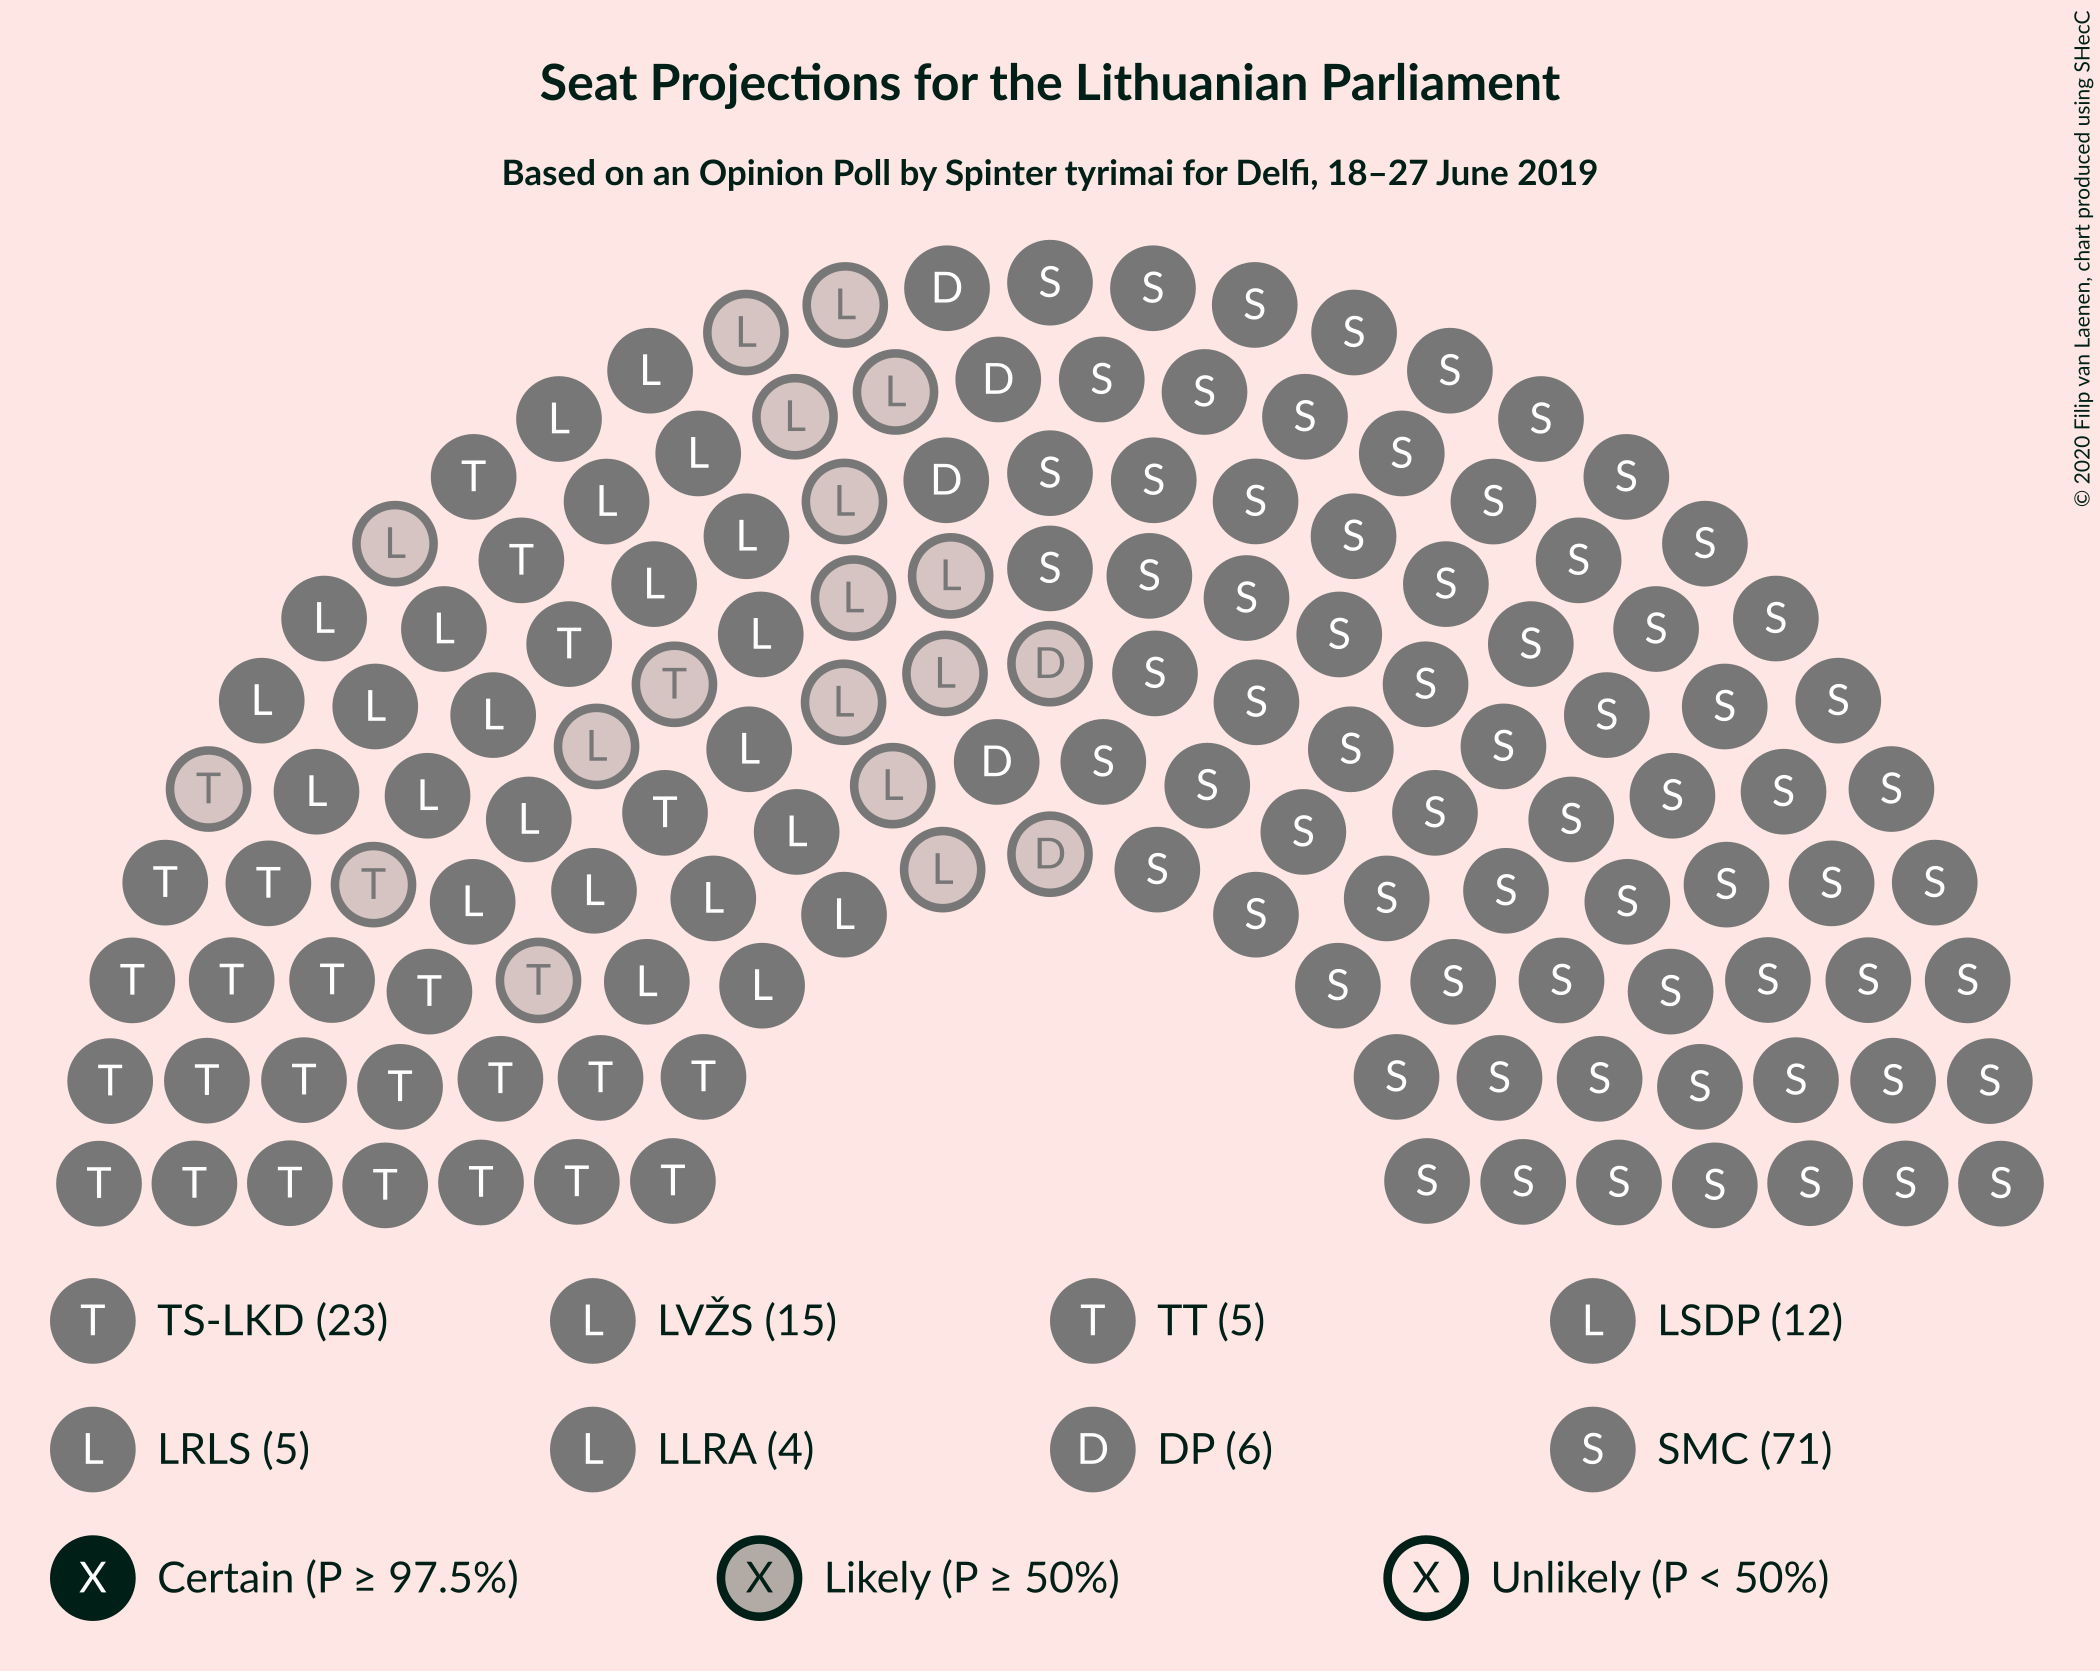 Seat Projections for the Lithuanian Parliament
Based on an Opinion Poll by Spinter tyrimai for Delfi, 18–27 June 2019
© 2020 Filip van Laenen, chart produced using SHecC
L D S S S
L S
L D S S S
L L S
L L S S
T L D S S S S
L L S S
L T L L S S S S
T L L S S S
L L T L L D S S S S S
L L T L L S S S S S
L L L T L D S S S S S S
T L L L T L L D S S S S S S S S
T T T L L L L L D S S S S S S S S
T T T T T L L S S S S S S S
T T T T T T T S S S S S S S
T T T T T T T S S S S S S S
T TS-LKD (23) L LVŽS (15) T TT (5) L LSDP (12)
L LRLS (5) L LLRA (4) D DP (6) S SMC (71)
X Certain (P ≥ 97.5%) X Likely (P ≥ 50%) X Unlikely (P < 50%)